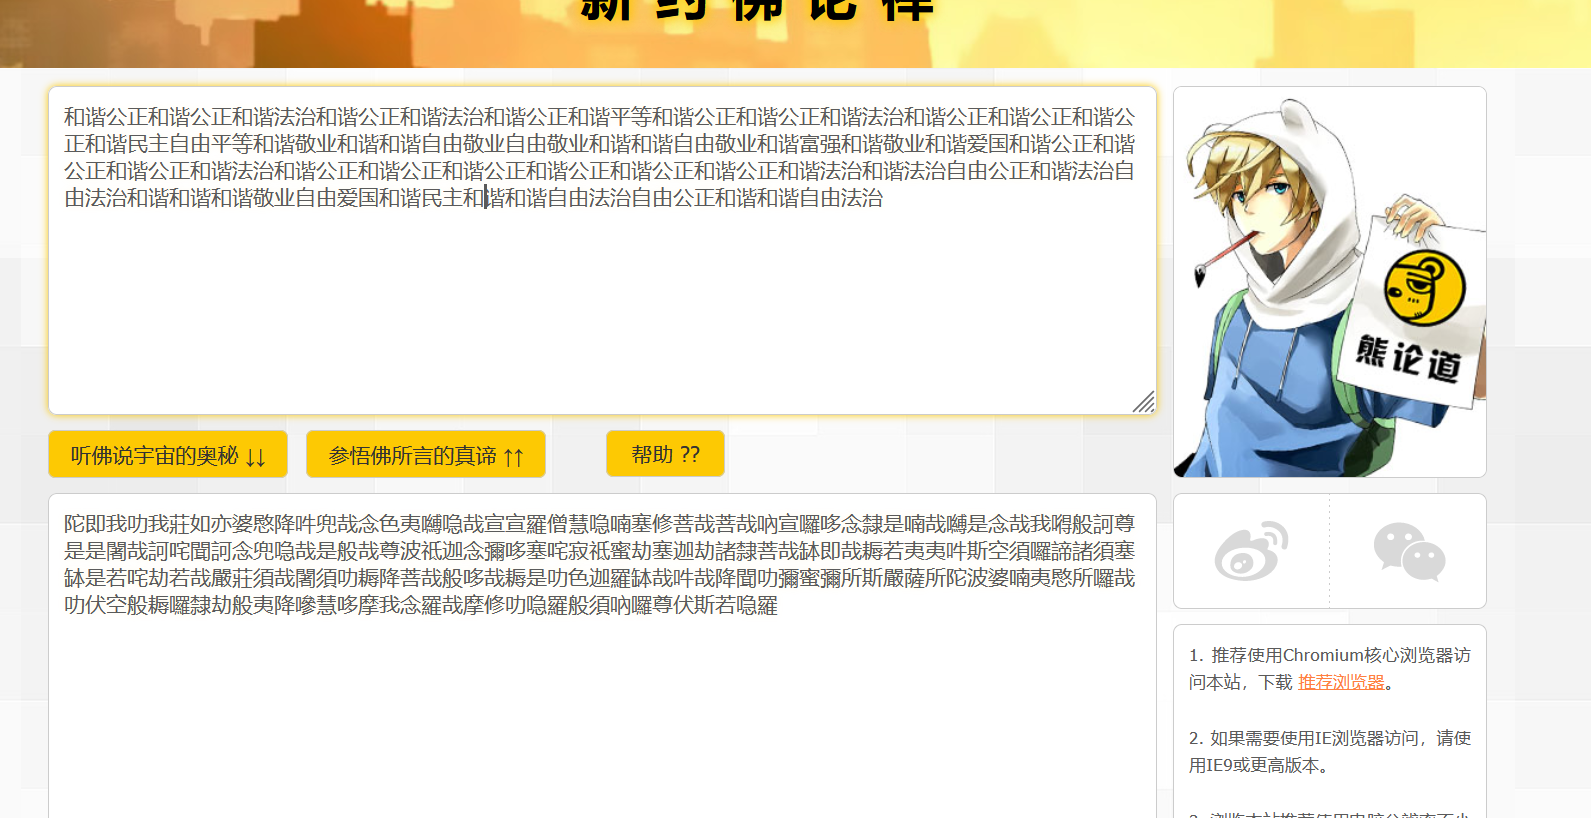 新约佛论禅
和谐公正和谐公正和谐法治和谐公正和谐法治和谐公正和谐平等和谐公正和谐公正和谐法治和谐公正和谐公正和谐公
正和谐民主自由平等和谐敬业和谐和谐自由敬业自由敬业和谐和谐自由敬业和谐富强和谐敬业和谐爱国和谐公正和谐
公正和谐公正和谐法治和谐公正和谐公正和谐公正和谐公正和谐公正和谐公正和谐法治和谐法治自由公正和谐法治自
由法治和谐和谐和谐敬业自由爱国和谐民主和谐和谐自由法治自由公正和谐和谐自由法治
听佛说宇宙的奥秘 ↓↓
参悟佛所言的真谛 ↑↑
帮助 ??
陀即我叻我莊如亦婆愍降吽兜哉念色夷嚩隐哉宣宣羅僧慧隐喃塞修菩哉菩哉吶宣囉哆念隸是喃哉嚩是念哉我嘚般訶尊
是是闍哉訶咤聞訶念兜隐哉是般哉尊波祇迦念彌哆塞咤寂祇蜜劫塞迦劫諸隸菩哉缽即哉耨若夷夷吽斯空須囉諦諸須塞
缽是若咤劫若哉嚴莊須哉闍須叻耨降菩哉般哆哉耨是叻色迦羅缽哉吽哉降聞叻彌蜜彌所斯嚴薩所陀波婆喃夷愍所囉哉
叻伏空般耨囉隸劫般夷降嘇慧哆摩我念羅哉摩修叻隐羅般須吶囉尊伏斯若隐羅
熊论道
1. 推荐使用Chromium核心浏览器访
问本站，下载 推荐浏览器。
2. 如果需要使用IE浏览器访问，请使
用IE9或更高版本。